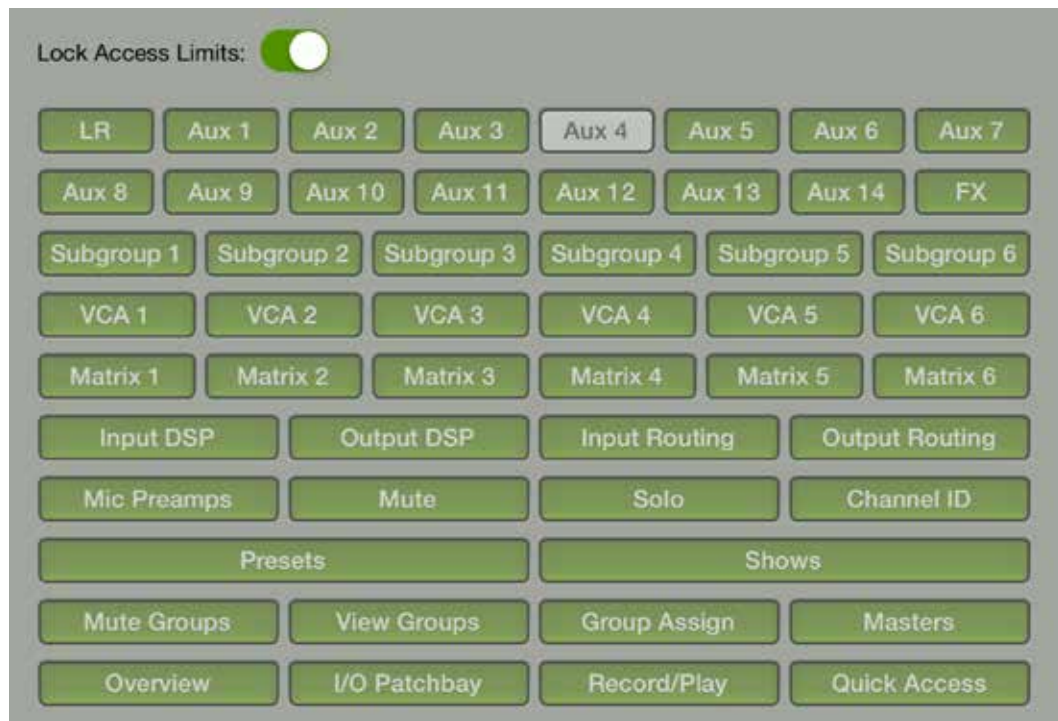 Lock Access Limits:
LR Aux 1 Aux 2 Aux 3 Aux 4 Aux 5 Aux 6 Aux 7
Aux 8 Aux 9 Aux 10 Aux 11 Aux 12 Aux 13 Aux 14 FX
Subgroup 1 Subgroup 2 Subgroup 3 Subgroup 4 Subgroup 5 Subgroup 6
VCA 1 VCA 2 VCA 3 VCA 4 VCA 5 VCA 6
Matrix 1 Matrix 2 Matrix 3 Matrix 4 Matrix 5 Matrix 6
Input DSP Output DSP Input Routing Output Routing
Mic Preamps Mute Solo Channel ID
Presets Shows
Mute Groups View Groups Group Assign Masters
Overview I/O Patchbay Record/Play Quick Access